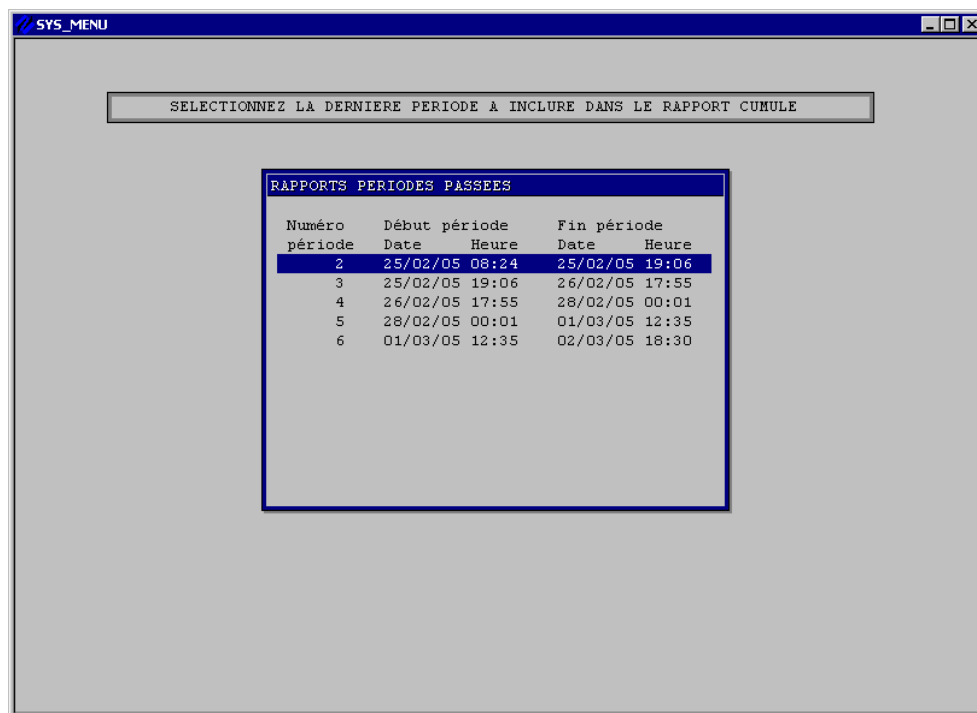 SYS_MENU
SELECTIONNEZ LA DERNIERE PERIODE A INCLURE DANS LE RAPPORT CUMULE
RAPPORTS PERIODES PASSEES
Numéro Début période Fin période
période Date Heure Date Heure
2 25/02/05 08:24 25/02/05 19:06
3 25/02/05 19:06 26/02/05 17:55
4 26/02/05 17:55 28/02/05 00:01
5 28/02/05 00:01 01/03/05 12:35
6 01/03/05 12:35 02/03/05 18:30